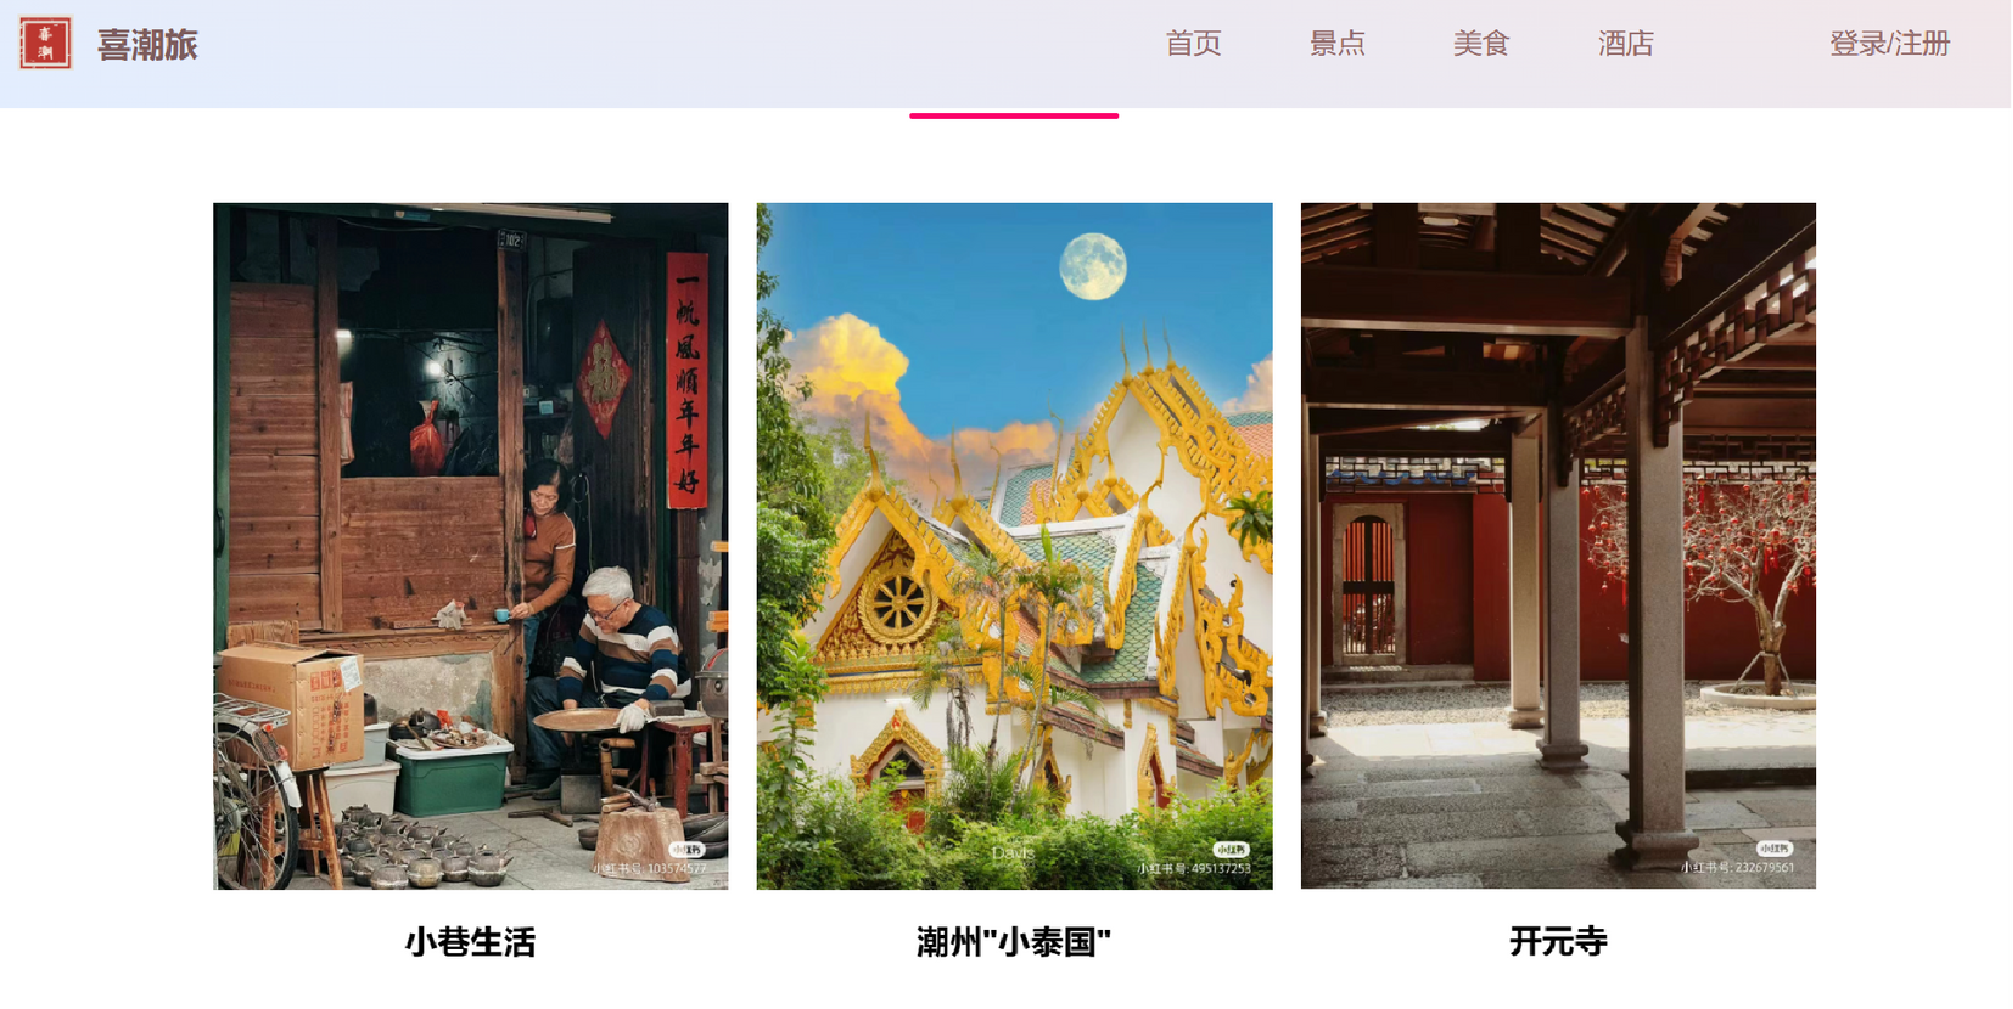 喜潮
喜潮旅
首页
景点
美食
酒店
登录/注册
102
一帆風順年年好
小红书
小红书号: 103574577
Davis
小红书
小红书号: 495137253
小红书
小红书号: 232679561
小巷生活
潮州"小泰国"
开元寺